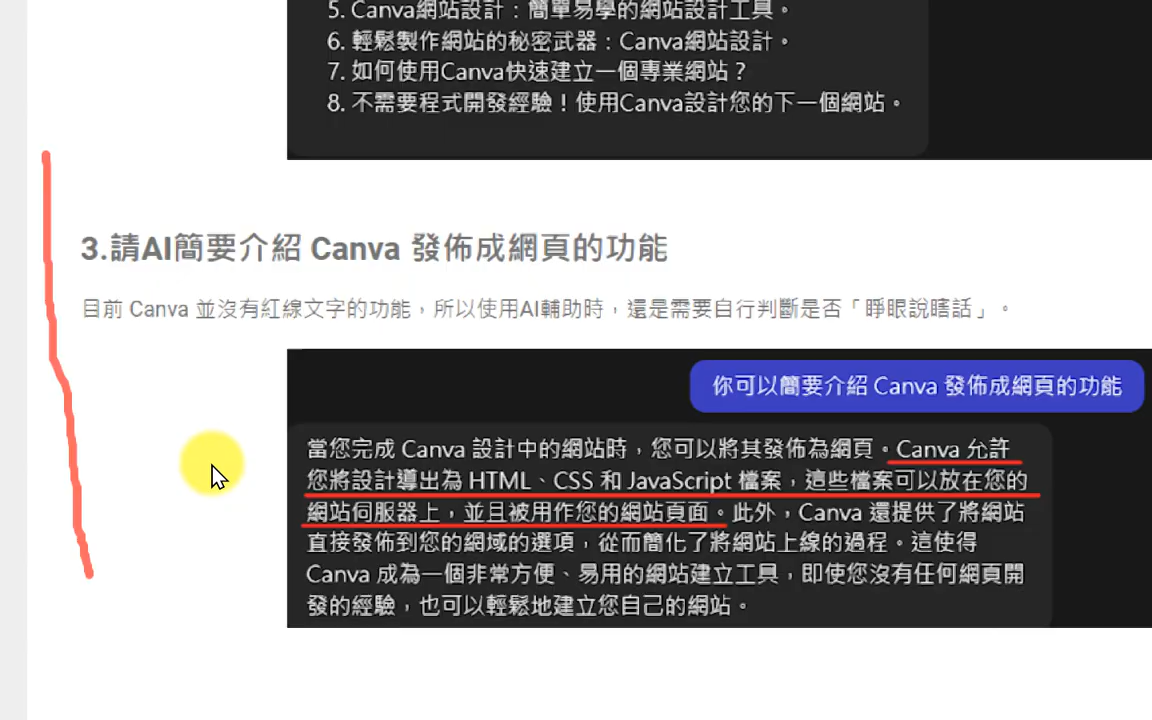 5. Canva網站設計：簡單易學的網站設計工具。
6. 輕鬆製作網站的秘密武器：Canva網站設計。
7. 如何使用Canva快速建立一個專業網站？
8. 不需要程式開發經驗！使用Canva設計您的下一個網站。
3.請AI簡要介紹 Canva 發佈成網頁的功能
目前 Canva 並沒有紅線文字的功能，所以使用AI輔助時，還是需要自行判斷是否「睜眼說瞎話」。
你可以簡要介紹 Canva 發佈成網頁的功能
當您完成 Canva 設計中的網站時，您可以將其發佈為網頁。Canva 允許
您將設計導出為 HTML、CSS 和 JavaScript 檔案，這些檔案可以放在您的
網站伺服器上，並且被用作您的網站頁面。此外，Canva 還提供了將網站
直接發佈到您的網域的選項，從而簡化了將網站上線的過程。這使得
Canva 成為一個非常方便、易用的網站建立工具，即使您沒有任何網頁開
發的經驗，也可以輕鬆地建立您自己的網站。